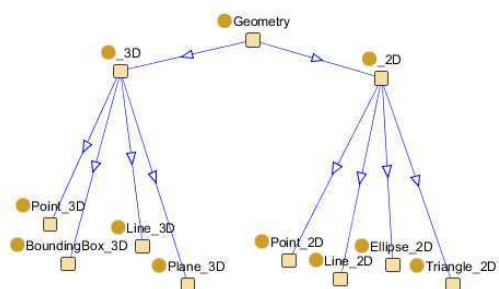 Geometry
_3D
_2D
Point_3D
Line_3D
BoundingBox_3D
Plane_3D
Point_2D
Ellipse_2D
Line_2D
Triangle_2D